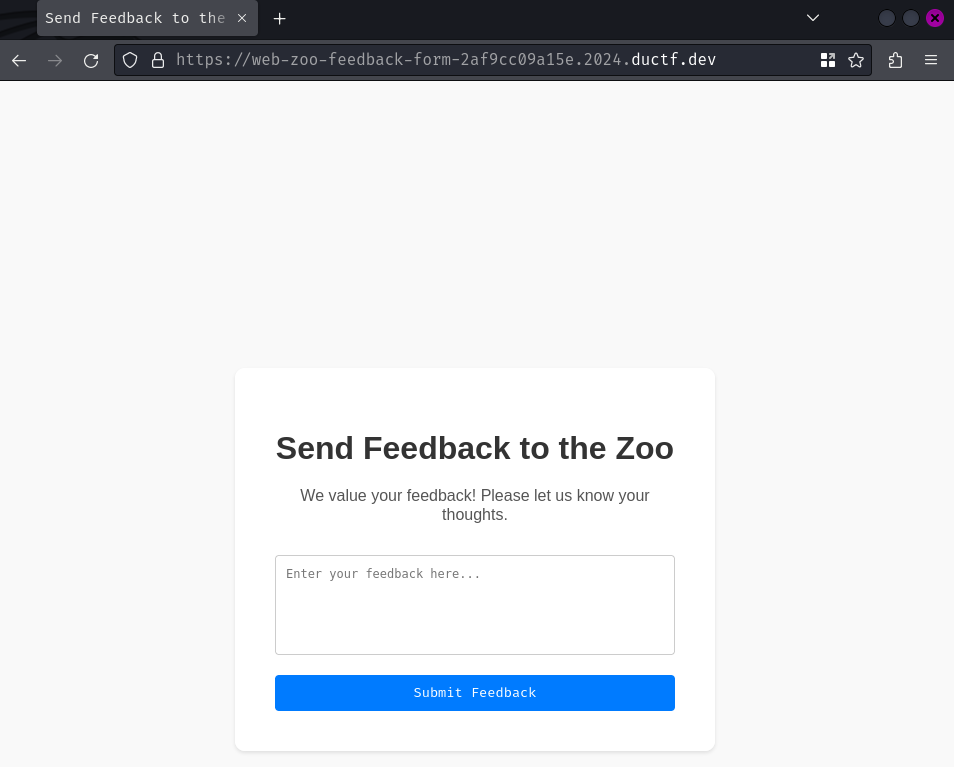 Send Feedback to the
https://web-zoo-feedback-form-2af9cc09a15e.2024.ductf.dev
Send Feedback to the Zoo
We value your feedback! Please let us know your
thoughts.
Enter your feedback here...
Submit Feedback